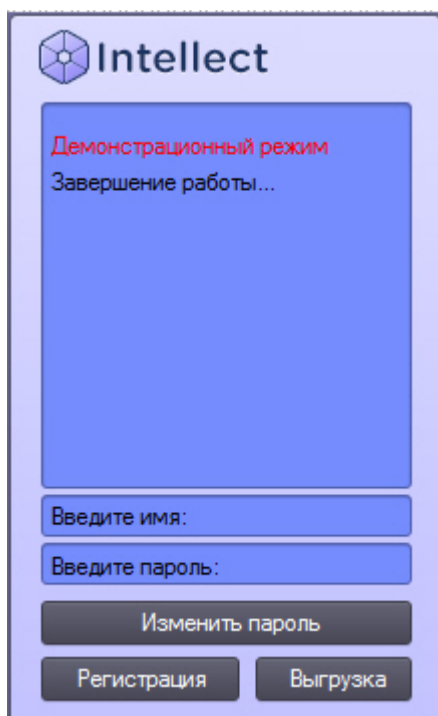 Intellect
Демонстрационный режим
Завершение работы...
Введите имя:
Введите пароль:
Изменить пароль
Регистрация Выгрузка